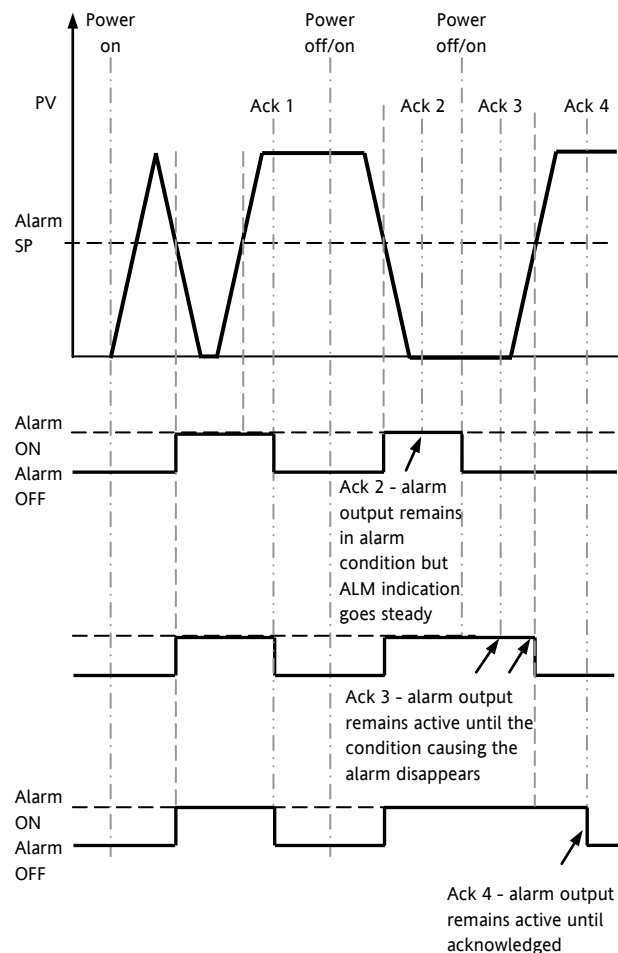 Power
on
Power
off/on
Power
off/on
PV
Ack 1
Ack 2
Ack 3
Ack 4
Alarm
SP
Alarm
ON
Alarm
OFF
Ack 2 - alarm
output remains
in alarm
condition but
ALM indication
goes steady
Ack 3 - alarm output
remains active until the
condition causing the
alarm disappears
Alarm
ON
Alarm
OFF
Ack 4 - alarm output
remains active until
acknowledged